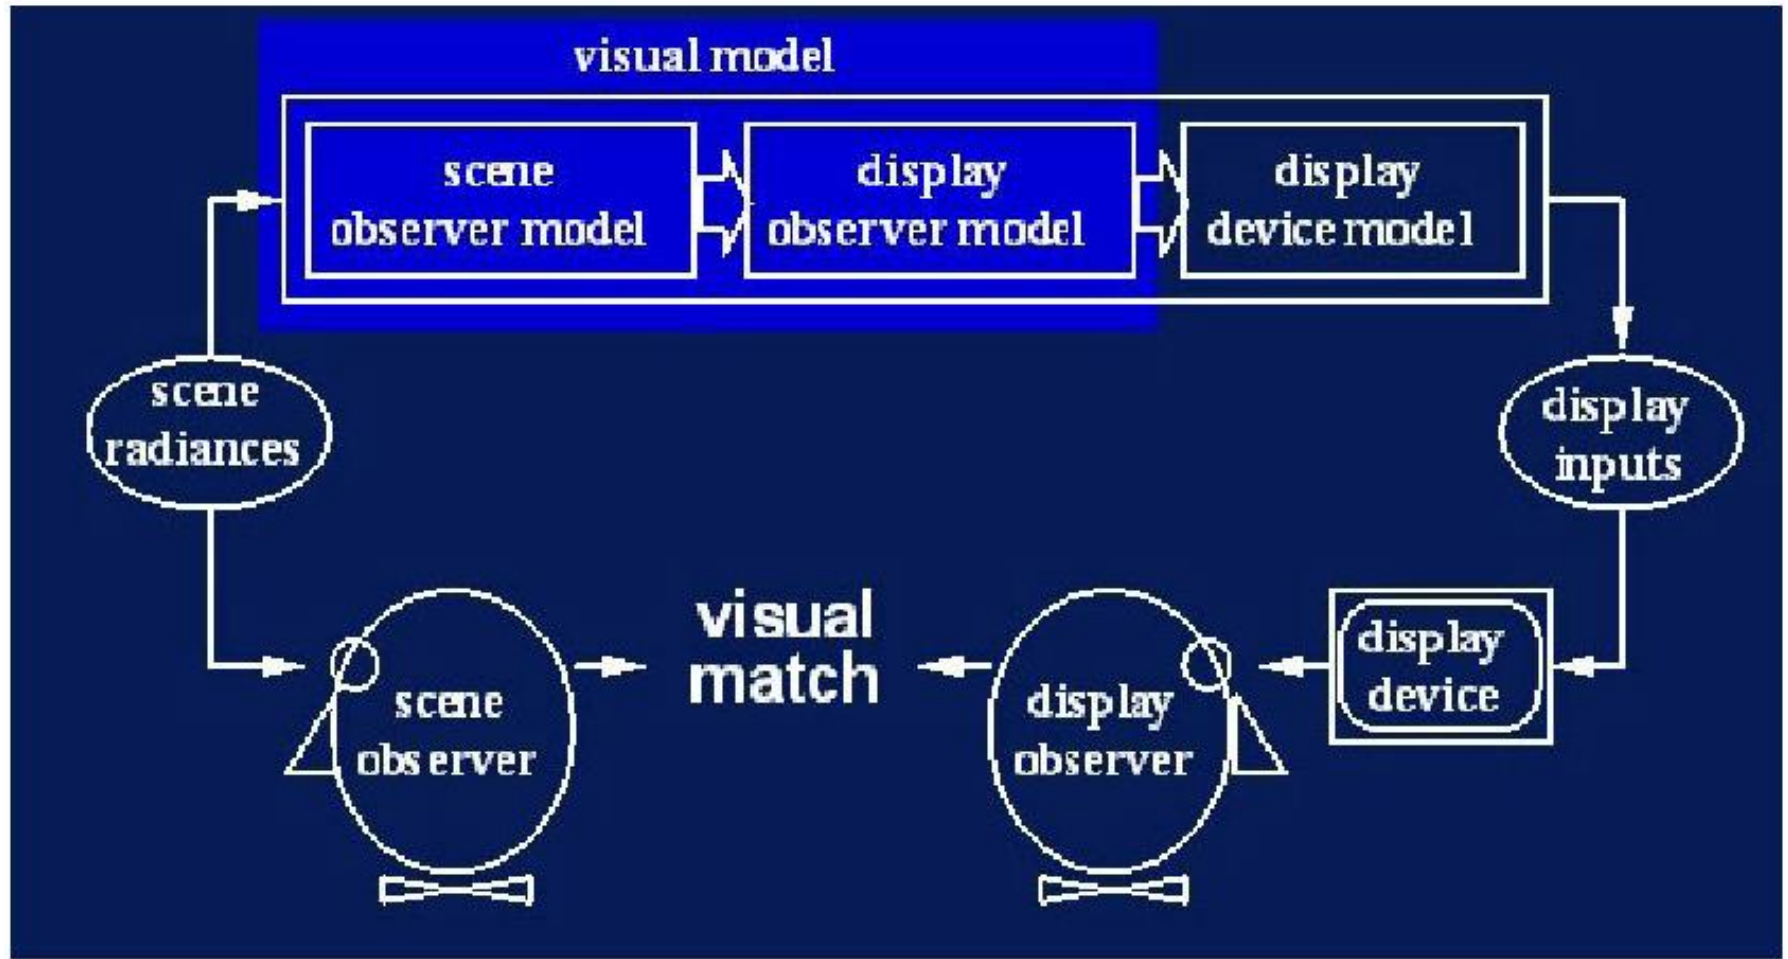 visual model
scene
observer model
display
observer model
display
device model
scene
radiances
display
inputs
scene
observer
visual
match
display
observer
display
device